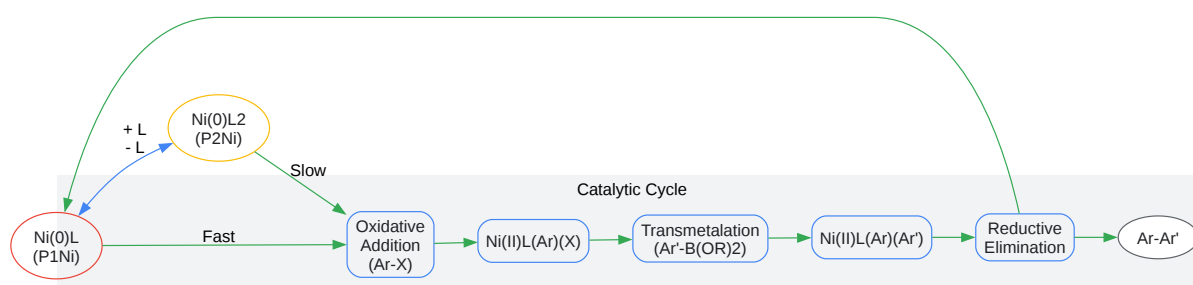 + L
- L
Ni(0)L2
(P2Ni)
Slow
Catalytic Cycle
Ni(0)L
(P1Ni)
Fast
Oxidative
Addition
(Ar-X)
Ni(II)L(Ar)(X)
Transmetalation
(Ar'-B(OR)2)
Ni(II)L(Ar)(Ar')
Reductive
Elimination
Ar-Ar'